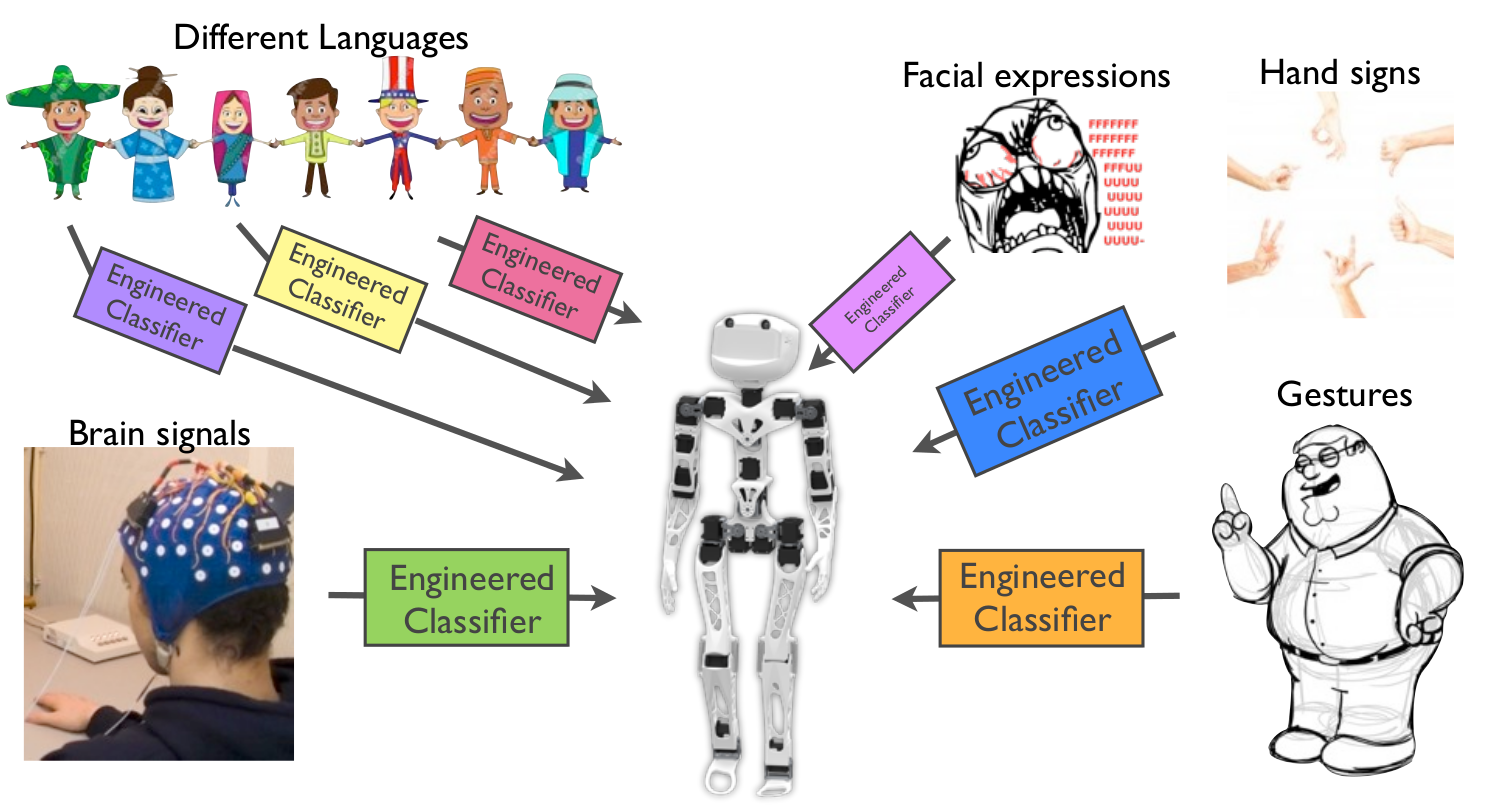 Different Languages
Facial expressions
Hand signs
FFFFFFF
FFFFFFF
FFFFFF
FFFUU
UUUU
UUUU
UUUU
UUUU
UUUU-
Engineered
Classifier
Engineered
Classifier
Engineered
Classifier
Engineered
Classifier
Engineered
Classifier
Gestures
Brain signals
Engineered
Classifier
Engineered
Classifier